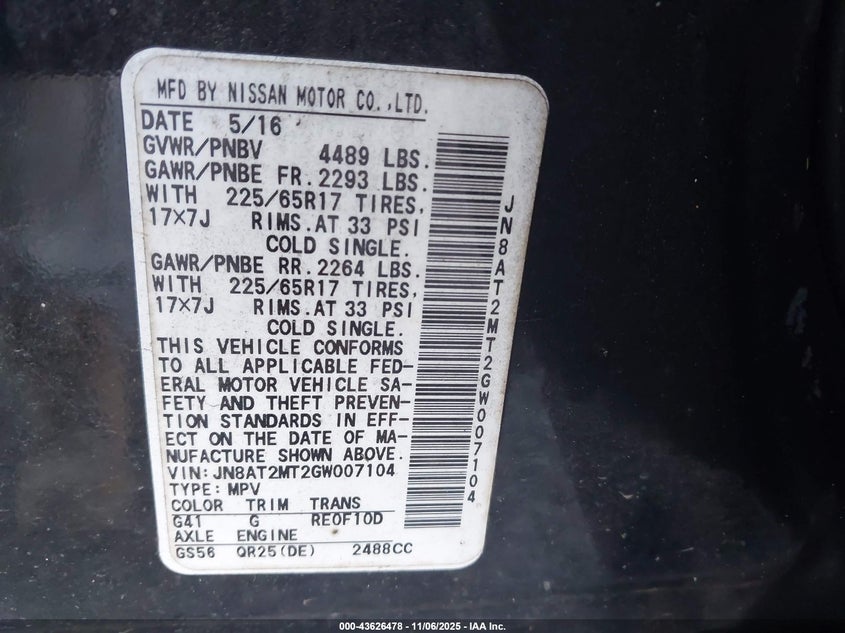 MFD BY NISSAN MOTOR CO.,LTD.
DATE 5/16
GVWR/PNBV 4489 LBS.
GAWR/PNBE FR. 2293 LBS.
WITH 225/65R17 TIRES,
17×7J RIMS.AT 33 PSI
COLD SINGLE.
GAWR/PNBE RR. 2264 LBS.
WITH 225/65R17 TIRES,
17×7J RIMS.AT 33 PSI
COLD SINGLE.
THIS VEHICLE CONFORMS
TO ALL APPLICABLE FED-
ERAL MOTOR VEHICLE SA-
FETY AND THEFT PREVEN-
TION STANDARDS IN EFF-
ECT ON THE DATE OF MA-
NUFACTURE SHOWN ABOVE.
VIN:JN8AT2MT2GW007104
TYPE:MPV
COLOR TRIM TRANS
G41 G RE0F10D
AXLE ENGINE
GS56 QR25(DE) 2488CC
JN8AT2MT2GW007104
000-43626478 - 11/06/2025 - IAA Inc.